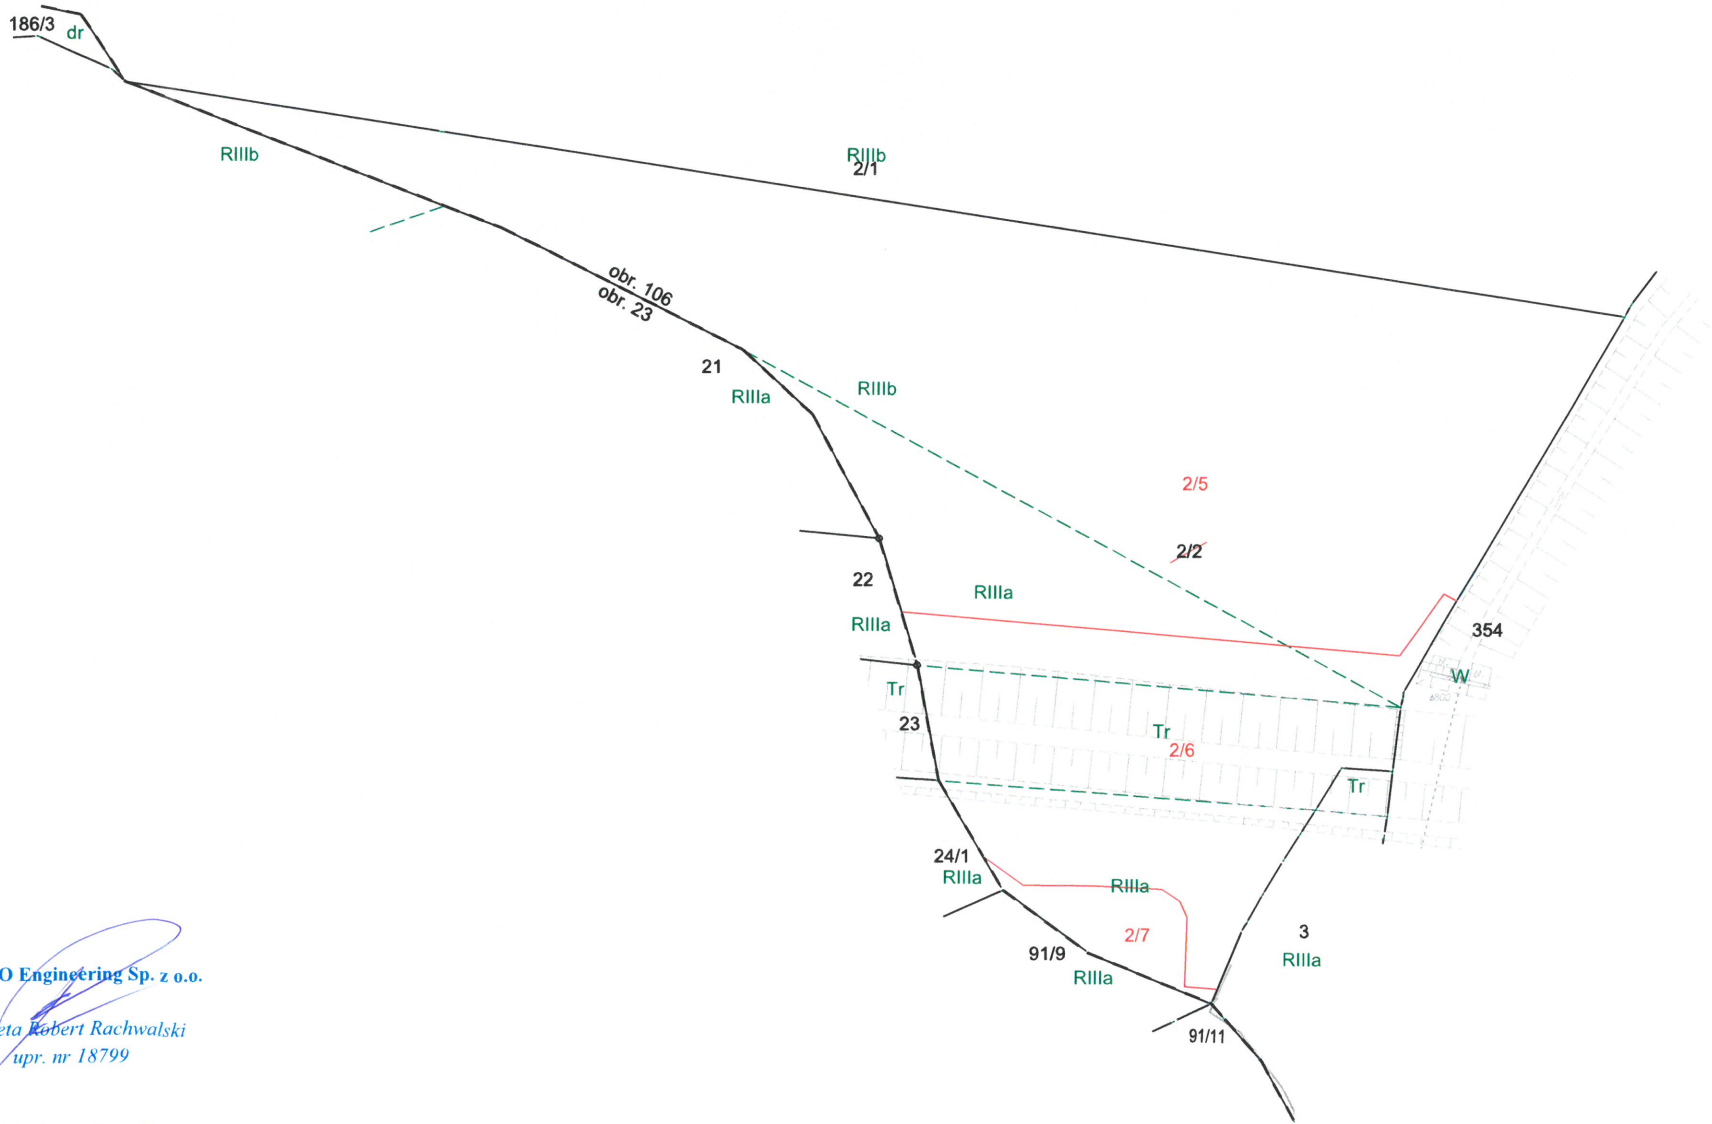 186/3
dr
RIIIb
RIIIb
2/1
obr. 106
obr. 23
21
RIIIa
RIIIb
2/5
2/2
22
RIIIa
RIIIa
354
W
Tr
23
Tr
2/6
Tr
24/1
RIIIa
RIIIa
2/7
91/9
RIIIa
3
RIIIa
91/11
O Engineering Sp. z o.o.
eta Robert Rachwalski
upr. nr 18799